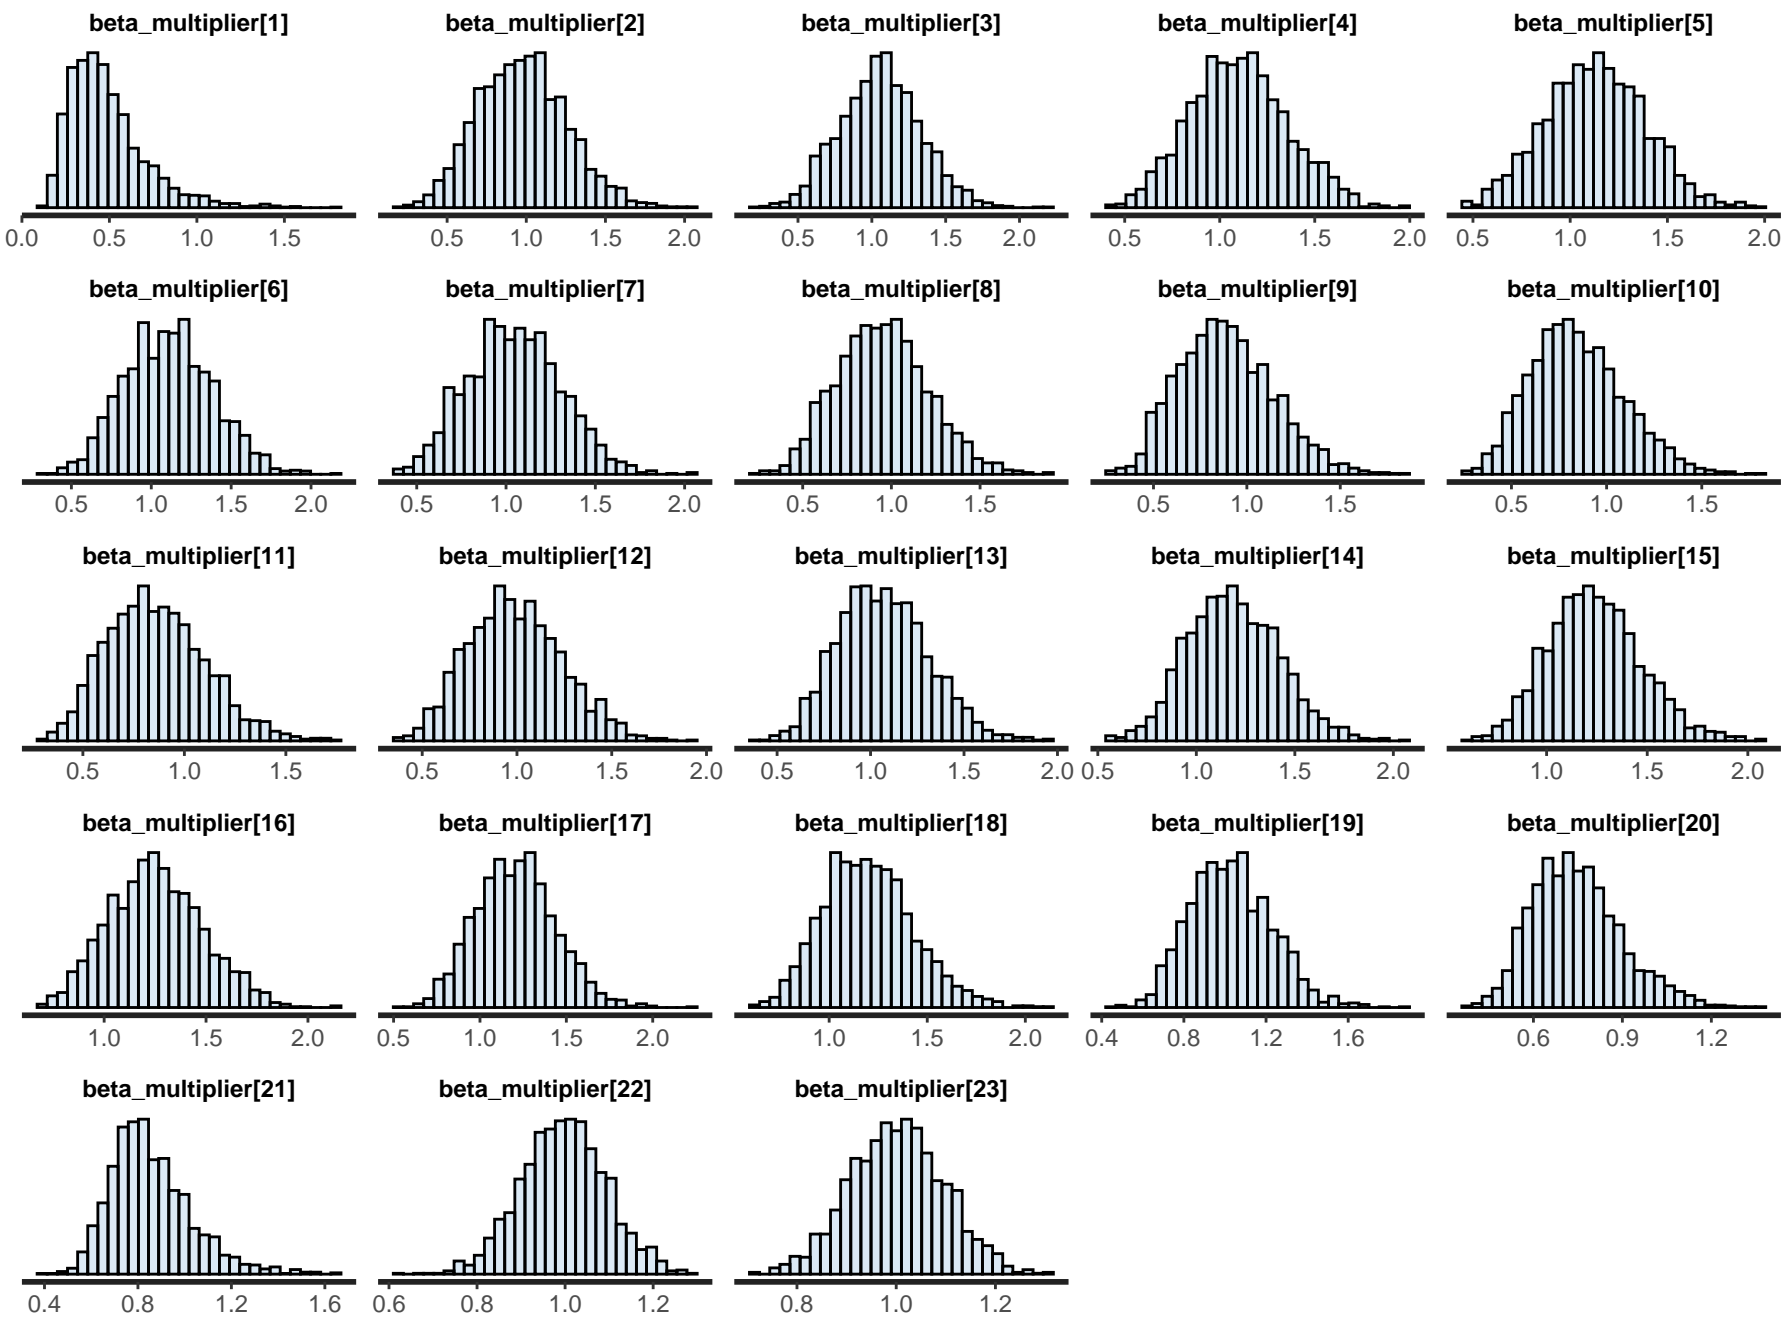 beta_multiplier[1] beta_multiplier[2] beta_multiplier[3] beta_multiplier[4] beta_multiplier[5]
0.0 0.5 1.0 1.5 0.5 1.0 1.5 2.0 0.5 1.0 1.5 2.0 0.5 1.0 1.5 2.0 0.5 1.0 1.5 2.0
beta_multiplier[6] beta_multiplier[7] beta_multiplier[8] beta_multiplier[9] beta_multiplier[10]
0.5 1.0 1.5 2.0 0.5 1.0 1.5 2.0 0.5 1.0 1.5 0.5 1.0 1.5 0.5 1.0 1.5
beta_multiplier[11] beta_multiplier[12] beta_multiplier[13] beta_multiplier[14] beta_multiplier[15]
0.5 1.0 1.5 0.5 1.0 1.5 2.0 0.5 1.0 1.5 2.0 0.5 1.0 1.5 2.0 1.0 1.5 2.0
beta_multiplier[16] beta_multiplier[17] beta_multiplier[18] beta_multiplier[19] beta_multiplier[20]
1.0 1.5 2.0 0.5 1.0 1.5 2.0 1.0 1.5 2.0 0.4 0.8 1.2 1.6 0.6 0.9 1.2
beta_multiplier[21] beta_multiplier[22] beta_multiplier[23]
0.4 0.8 1.2 1.6 0.6 0.8 1.0 1.2 0.8 1.0 1.2